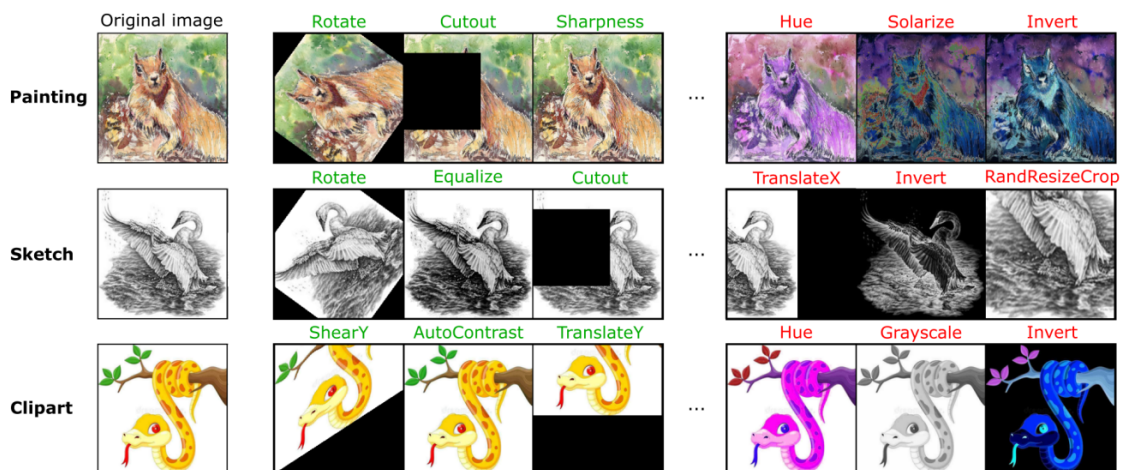 Original image Rotate Cutout Sharpness Hue Solarize Invert
Painting ...
Rotate Equalize Cutout TranslateX Invert RandResizeCrop
Sketch ...
ShearY AutoContrast TranslateY Hue Grayscale Invert
Clipart ...